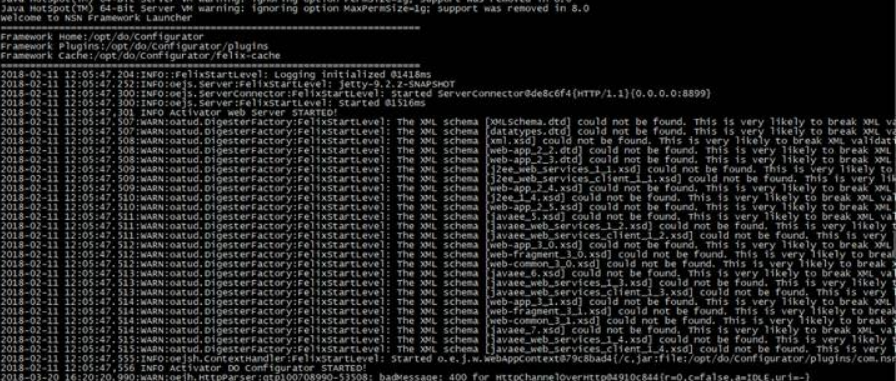 Java HotSpot(TM) 64-Bit Server VM warning: ignoring option MaxPermSize=1g; support was removed in 8.0
Welcome to NSN Framework Launcher
Framework Home:/opt/do/Configurator
Framework Plugins:/opt/do/Configurator/plugins
Framework Cache:/opt/do/Configurator/felix-cache
2018-02-11 12:05:47.204:INFO::FelixStartLevel: Logging initialized @1418ms
2018-02-11 12:05:47.252:INFO:oejs.Server:FelixStartLevel: jetty-9.2.z-SNAPSHOT
2018-02-11 12:05:47.300:INFO:oejs.ServerConnector:FelixStartLevel: Started ServerConnector@de8c6f4{HTTP/1.1}{0.0.0.0:8899}
2018-02-11 12:05:47.300:INFO:oejs.Server:FelixStartLevel: Started @1516ms
2018-02-11 12:05:47,301 INFO Activator Web Server STARTED!
2018-02-11 12:05:47.507:WARN:oatud.DigesterFactory:FelixStartLevel: The XML schema [XMLSchema.dtd] could not be found. This is very likely to break XML va
2018-02-11 12:05:47.507:WARN:oatud.DigesterFactory:FelixStartLevel: The XML schema [datatypes.dtd] could not be found. This is very likely to break XML
2018-02-11 12:05:47.508:WARN:oatud.DigesterFactory:FelixStartLevel: The XML schema [xml.xsd] could not be found. This is very likely to break XML validati
2018-02-11 12:05:47.508:WARN:oatud.DigesterFactory:FelixStartLevel: The XML schema [web-app_2_2.dtd] could not be found. This is very likely to break XML
2018-02-11 12:05:47.508:WARN:oatud.DigesterFactory:FelixStartLevel: The XML schema [web-app_2_3.dtd] could not be found. This is very likely to break XML
2018-02-11 12:05:47.509:WARN:oatud.DigesterFactory:FelixStartLevel: The XML schema [j2ee_web_services_1_1.xsd] could not be found. This is very likely to
2018-02-11 12:05:47.509:WARN:oatud.DigesterFactory:FelixStartLevel: The XML schema [j2ee_web_services_client_1_1.xsd] could not be found. This is very lik
2018-02-11 12:05:47.509:WARN:oatud.DigesterFactory:FelixStartLevel: The XML schema [web-app_2_4.xsd] could not be found. This is very likely to break XML
2018-02-11 12:05:47.510:WARN:oatud.DigesterFactory:FelixStartLevel: The XML schema [j2ee_1_4.xsd] could not be found. This is very likely to break XML val
2018-02-11 12:05:47.510:WARN:oatud.DigesterFactory:FelixStartLevel: The XML schema [web-app_2_5.xsd] could not be found. This is very likely to break XML
2018-02-11 12:05:47.511:WARN:oatud.DigesterFactory:FelixStartLevel: The XML schema [javaee_5.xsd] could not be found. This is very likely to break XML val
2018-02-11 12:05:47.511:WARN:oatud.DigesterFactory:FelixStartLevel: The XML schema [javaee_web_services_1_2.xsd] could not be found. This is very likely t
2018-02-11 12:05:47.511:WARN:oatud.DigesterFactory:FelixStartLevel: The XML schema [javaee_web_services_client_1_2.xsd] could not be found. This is very l
2018-02-11 12:05:47.511:WARN:oatud.DigesterFactory:FelixStartLevel: The XML schema [web-app_3_0.xsd] could not be found. This is very likely to break XML
2018-02-11 12:05:47.512:WARN:oatud.DigesterFactory:FelixStartLevel: The XML schema [web-fragment_3_0.xsd] could not be found. This is very likely to break
2018-02-11 12:05:47.512:WARN:oatud.DigesterFactory:FelixStartLevel: The XML schema [web-common_3_0.xsd] could not be found. This is very likely to break X
2018-02-11 12:05:47.512:WARN:oatud.DigesterFactory:FelixStartLevel: The XML schema [javaee_6.xsd] could not be found. This is very likely to break XML val
2018-02-11 12:05:47.513:WARN:oatud.DigesterFactory:FelixStartLevel: The XML schema [javaee_web_services_1_3.xsd] could not be found. This is very likely t
2018-02-11 12:05:47.513:WARN:oatud.DigesterFactory:FelixStartLevel: The XML schema [javaee_web_services_client_1_3.xsd] could not be found. This is very l
2018-02-11 12:05:47.514:WARN:oatud.DigesterFactory:FelixStartLevel: The XML schema [web-app_3_1.xsd] could not be found. This is very likely to break XML
2018-02-11 12:05:47.514:WARN:oatud.DigesterFactory:FelixStartLevel: The XML schema [web-fragment_3_1.xsd] could not be found. This is very likely to break
2018-02-11 12:05:47.514:WARN:oatud.DigesterFactory:FelixStartLevel: The XML schema [web-common_3_1.xsd] could not be found. This is very likely to break X
2018-02-11 12:05:47.514:WARN:oatud.DigesterFactory:FelixStartLevel: The XML schema [javaee_7.xsd] could not be found. This is very likely to break XML val
2018-02-11 12:05:47.515:WARN:oatud.DigesterFactory:FelixStartLevel: The XML schema [javaee_web_services_1_4.xsd] could not be found. This is very likely t
2018-02-11 12:05:47.515:WARN:oatud.DigesterFactory:FelixStartLevel: The XML schema [javaee_web_services_client_1_4.xsd] could not be found. This is very l
2018-02-11 12:05:47.555:INFO:oejsh.ContextHandler:FelixStartLevel: Started o.e.j.w.WebAppContext@79c8bad4{/c,jar:file:/opt/do/Configurator/plugins/com.ns
2018-02-11 12:05:47,556 INFO Activator DO Configurator STARTED!
2018-03-20 16:20:20.990:WARN:oejh.HttpParser:qtp100708990-53508: badMessage: 400 for HttpChannelOverHttp@4910c844{r=0,c=false,a=IDLE,uri=-}